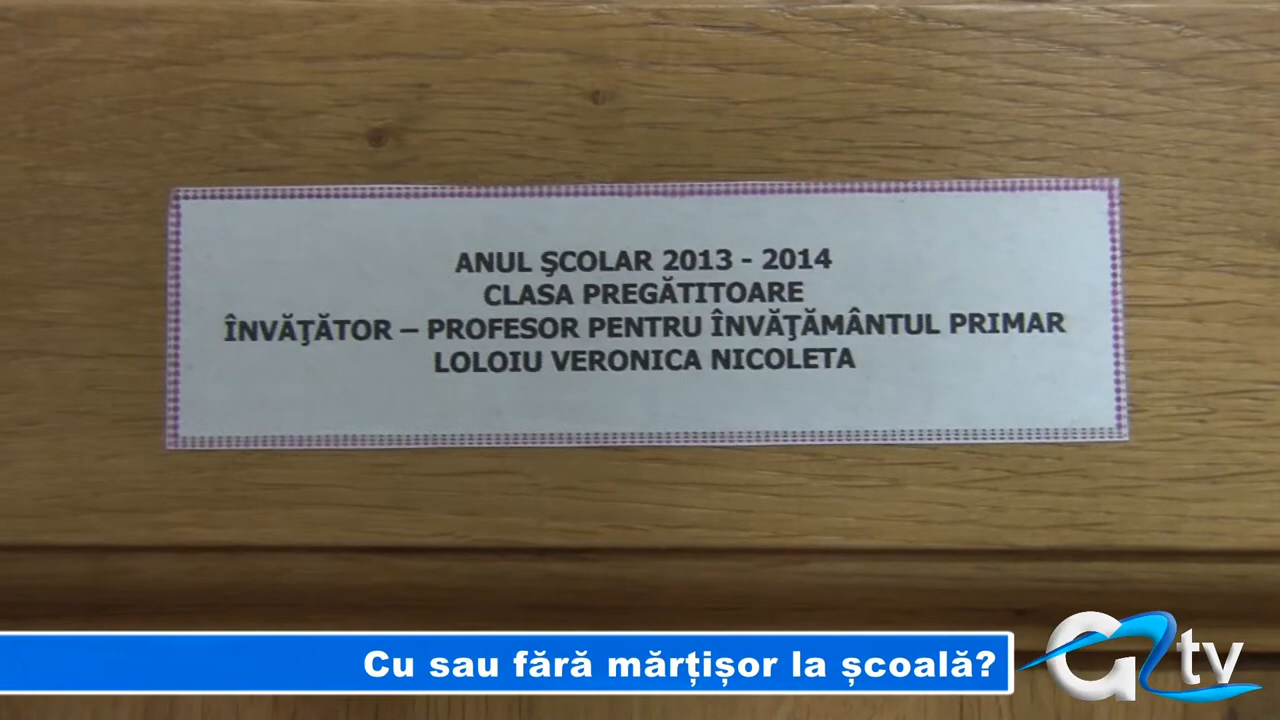 ANUL ŞCOLAR 2013 - 2014
CLASA PREGĂTITOARE
ÎNVĂŢĂTOR – PROFESOR PENTRU ÎNVĂŢĂMÂNTUL PRIMAR
LOLOIU VERONICA NICOLETA
Cu sau fără mărțișor la școală?
G2tv